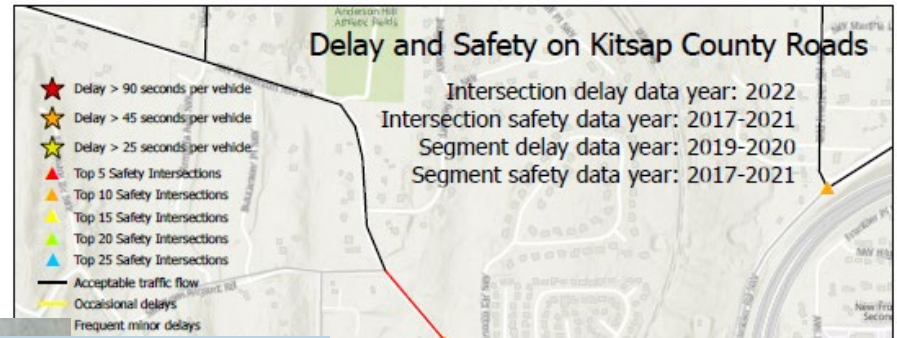 Anderson Hill
Athletic Fields
Delay and Safety on Kitsap County Roads
Intersection delay data year: 2022
Intersection safety data year: 2017-2021
Segment delay data year: 2019-2020
Segment safety data year: 2017-2021
Delay > 90 seconds per vehicle
Delay > 45 seconds per vehicle
Delay > 25 seconds per vehicle
Top 5 Safety Intersections
Top 10 Safety Intersections
Top 15 Safety Intersections
Top 20 Safety Intersections
Top 25 Safety Intersections
Acceptable traffic flow
Occaisional delays
Frequent minor delays